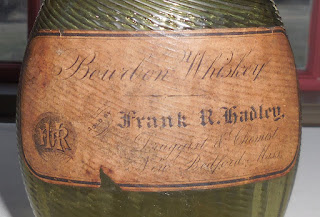 Bourbon Whiskey
Frank R. Hadley,
Druggist & Chemist
New Bedford, Mass